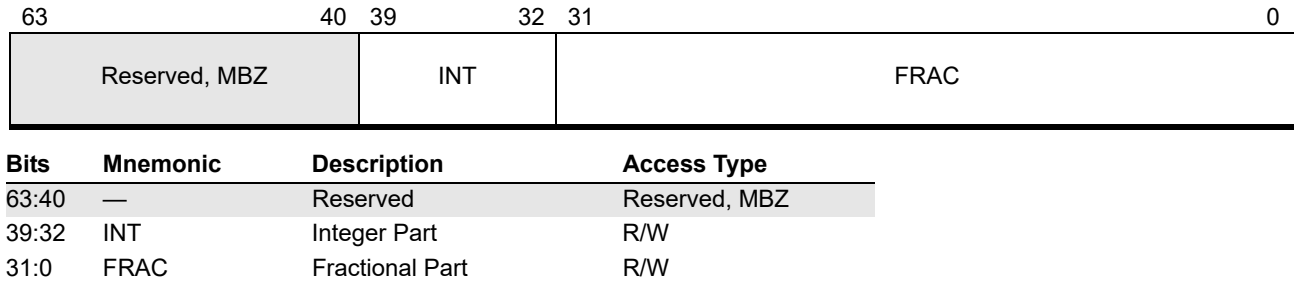 63 40 39 32 31 0
Reserved, MBZ INT FRAC
Bits Mnemonic Description Access Type
63:40 — Reserved Reserved, MBZ
39:32 INT Integer Part R/W
31:0 FRAC Fractional Part R/W